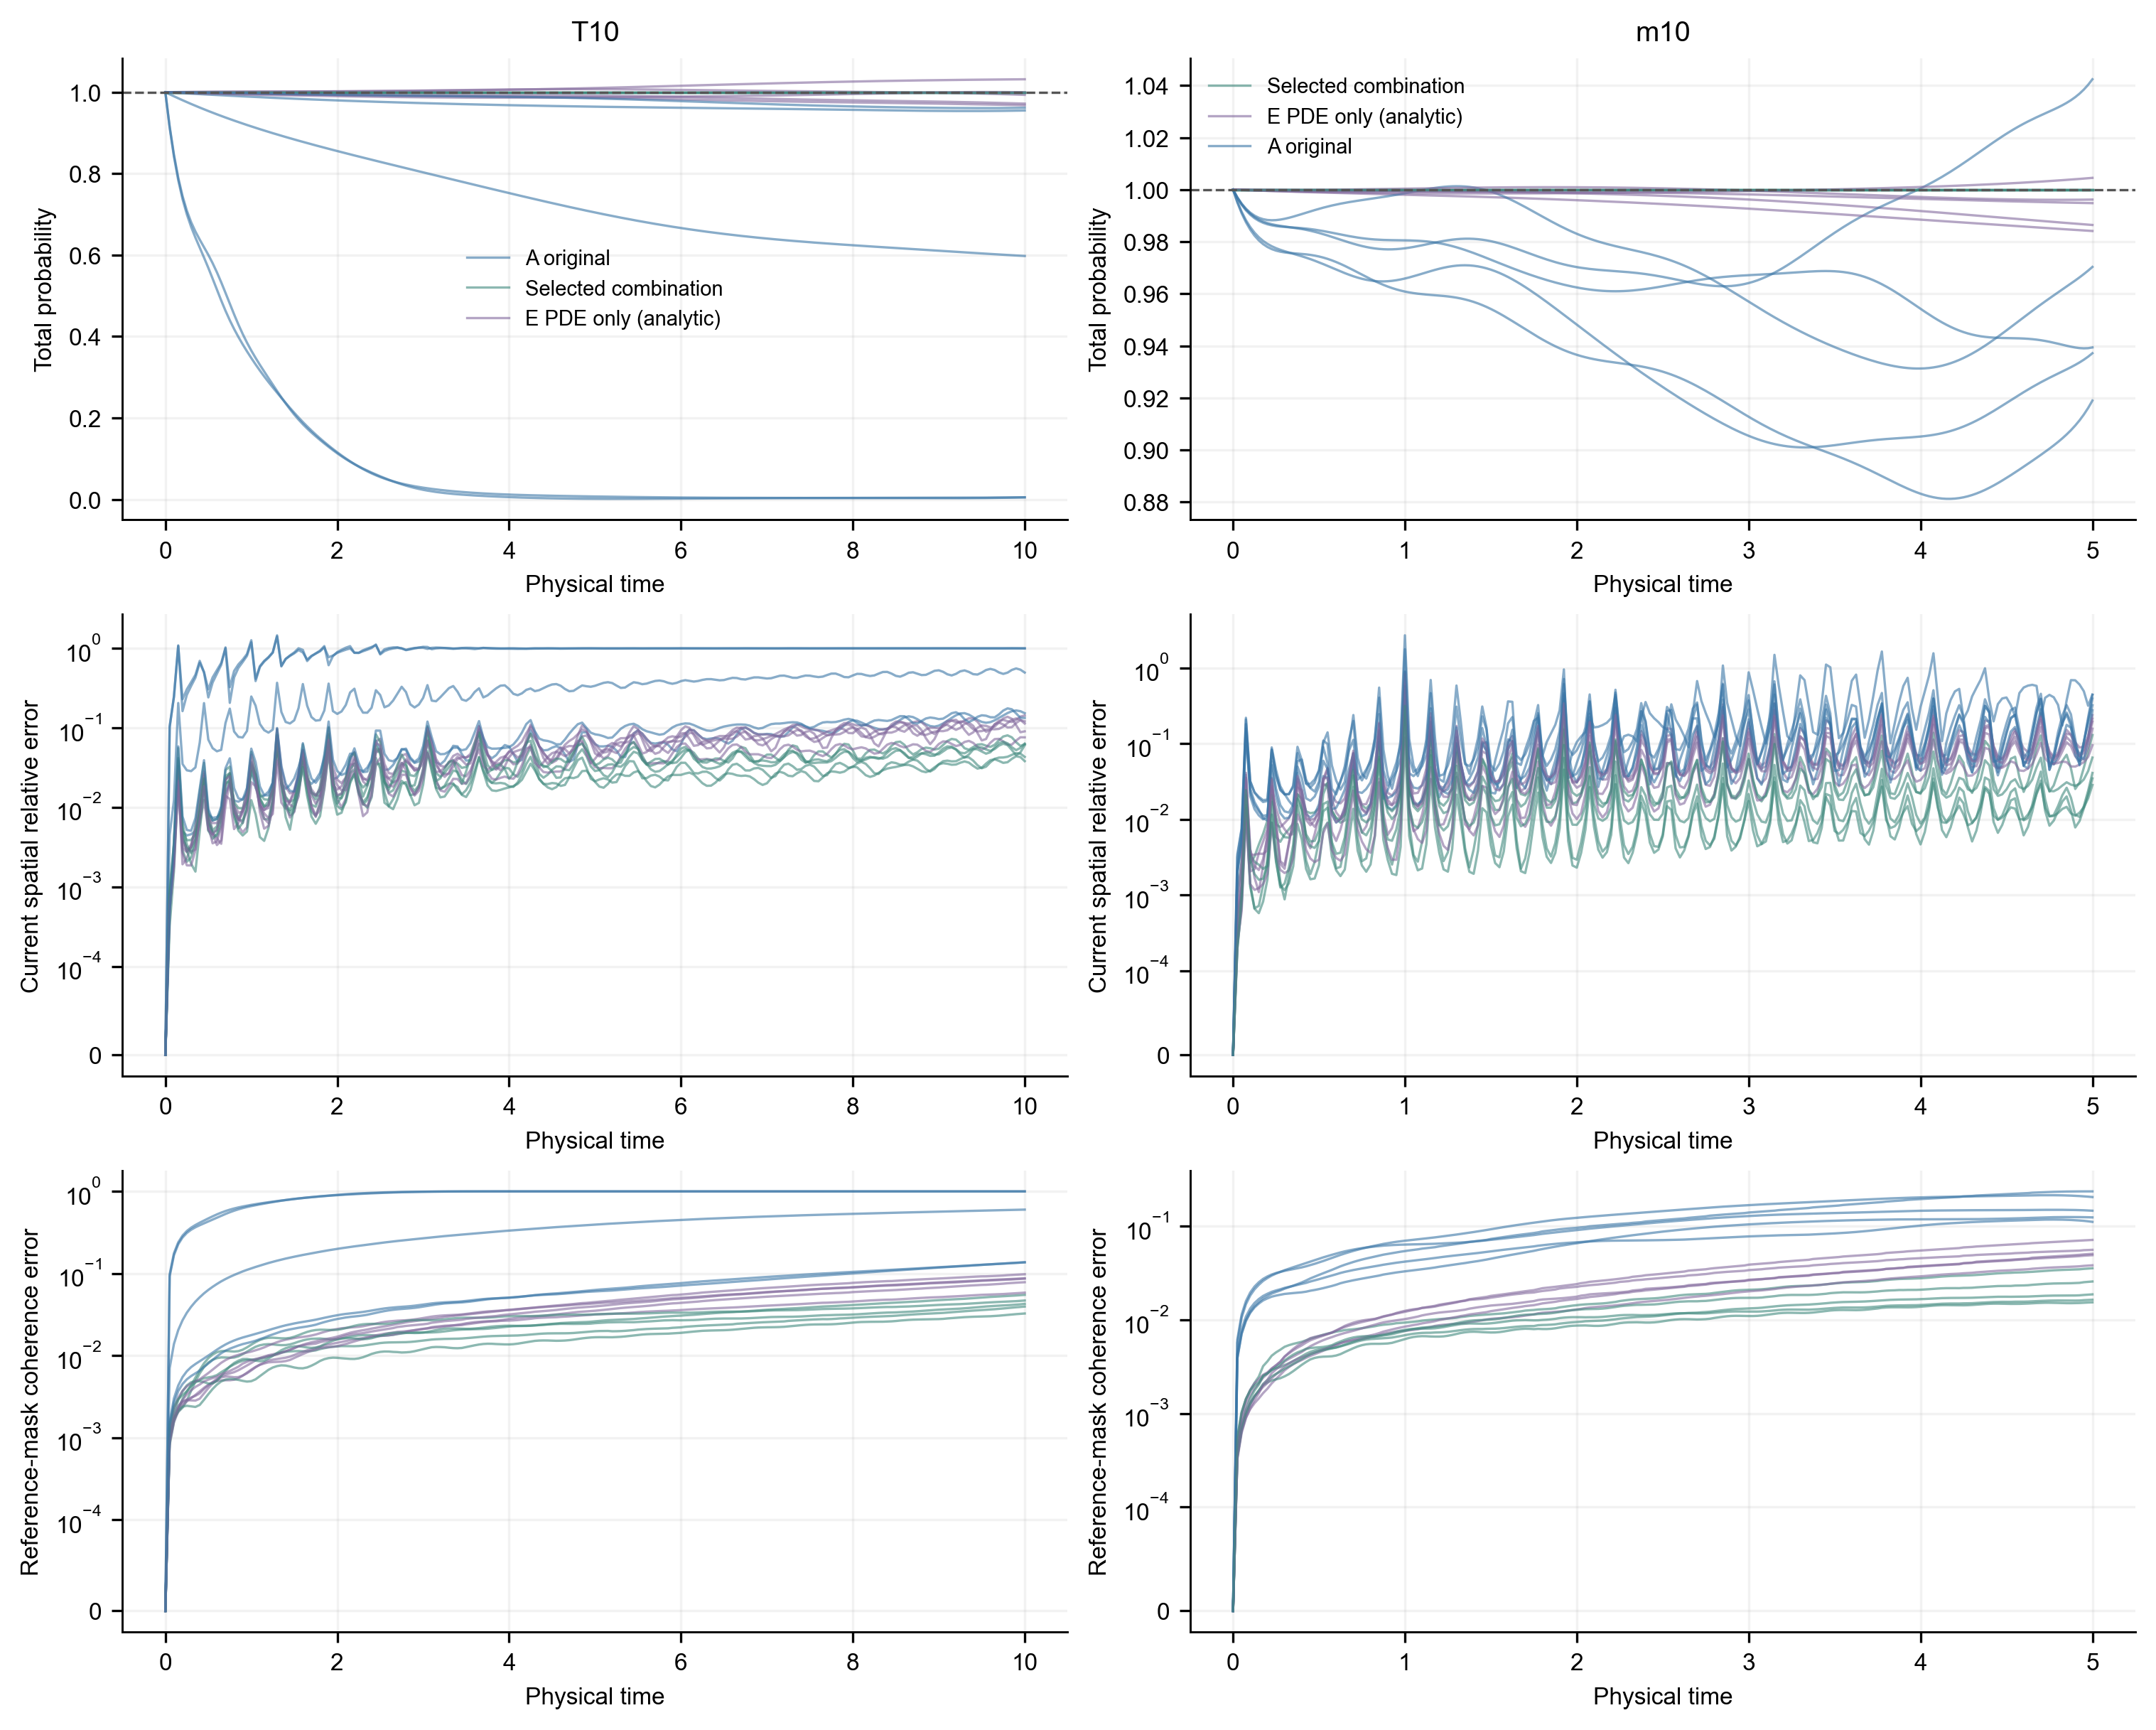 T10
Total probability
1.0
0.8
0.6
0.4
0.2
0.0
A original
Selected combination
E PDE only (analytic)
0 2 4 6 8 10
Physical time
m10
Total probability
1.04
1.02
1.00
0.98
0.96
0.94
0.92
0.90
0.88
Selected combination
E PDE only (analytic)
A original
0 1 2 3 4 5
Physical time
Current spatial relative error
10⁰
10⁻¹
10⁻²
10⁻³
10⁻⁴
0
0 2 4 6 8 10
Physical time
Current spatial relative error
10⁰
10⁻¹
10⁻²
10⁻³
10⁻⁴
0
0 1 2 3 4 5
Physical time
Reference-mask coherence error
10⁰
10⁻¹
10⁻²
10⁻³
10⁻⁴
0
0 2 4 6 8 10
Physical time
Reference-mask coherence error
10⁻¹
10⁻²
10⁻³
10⁻⁴
0
0 1 2 3 4 5
Physical time